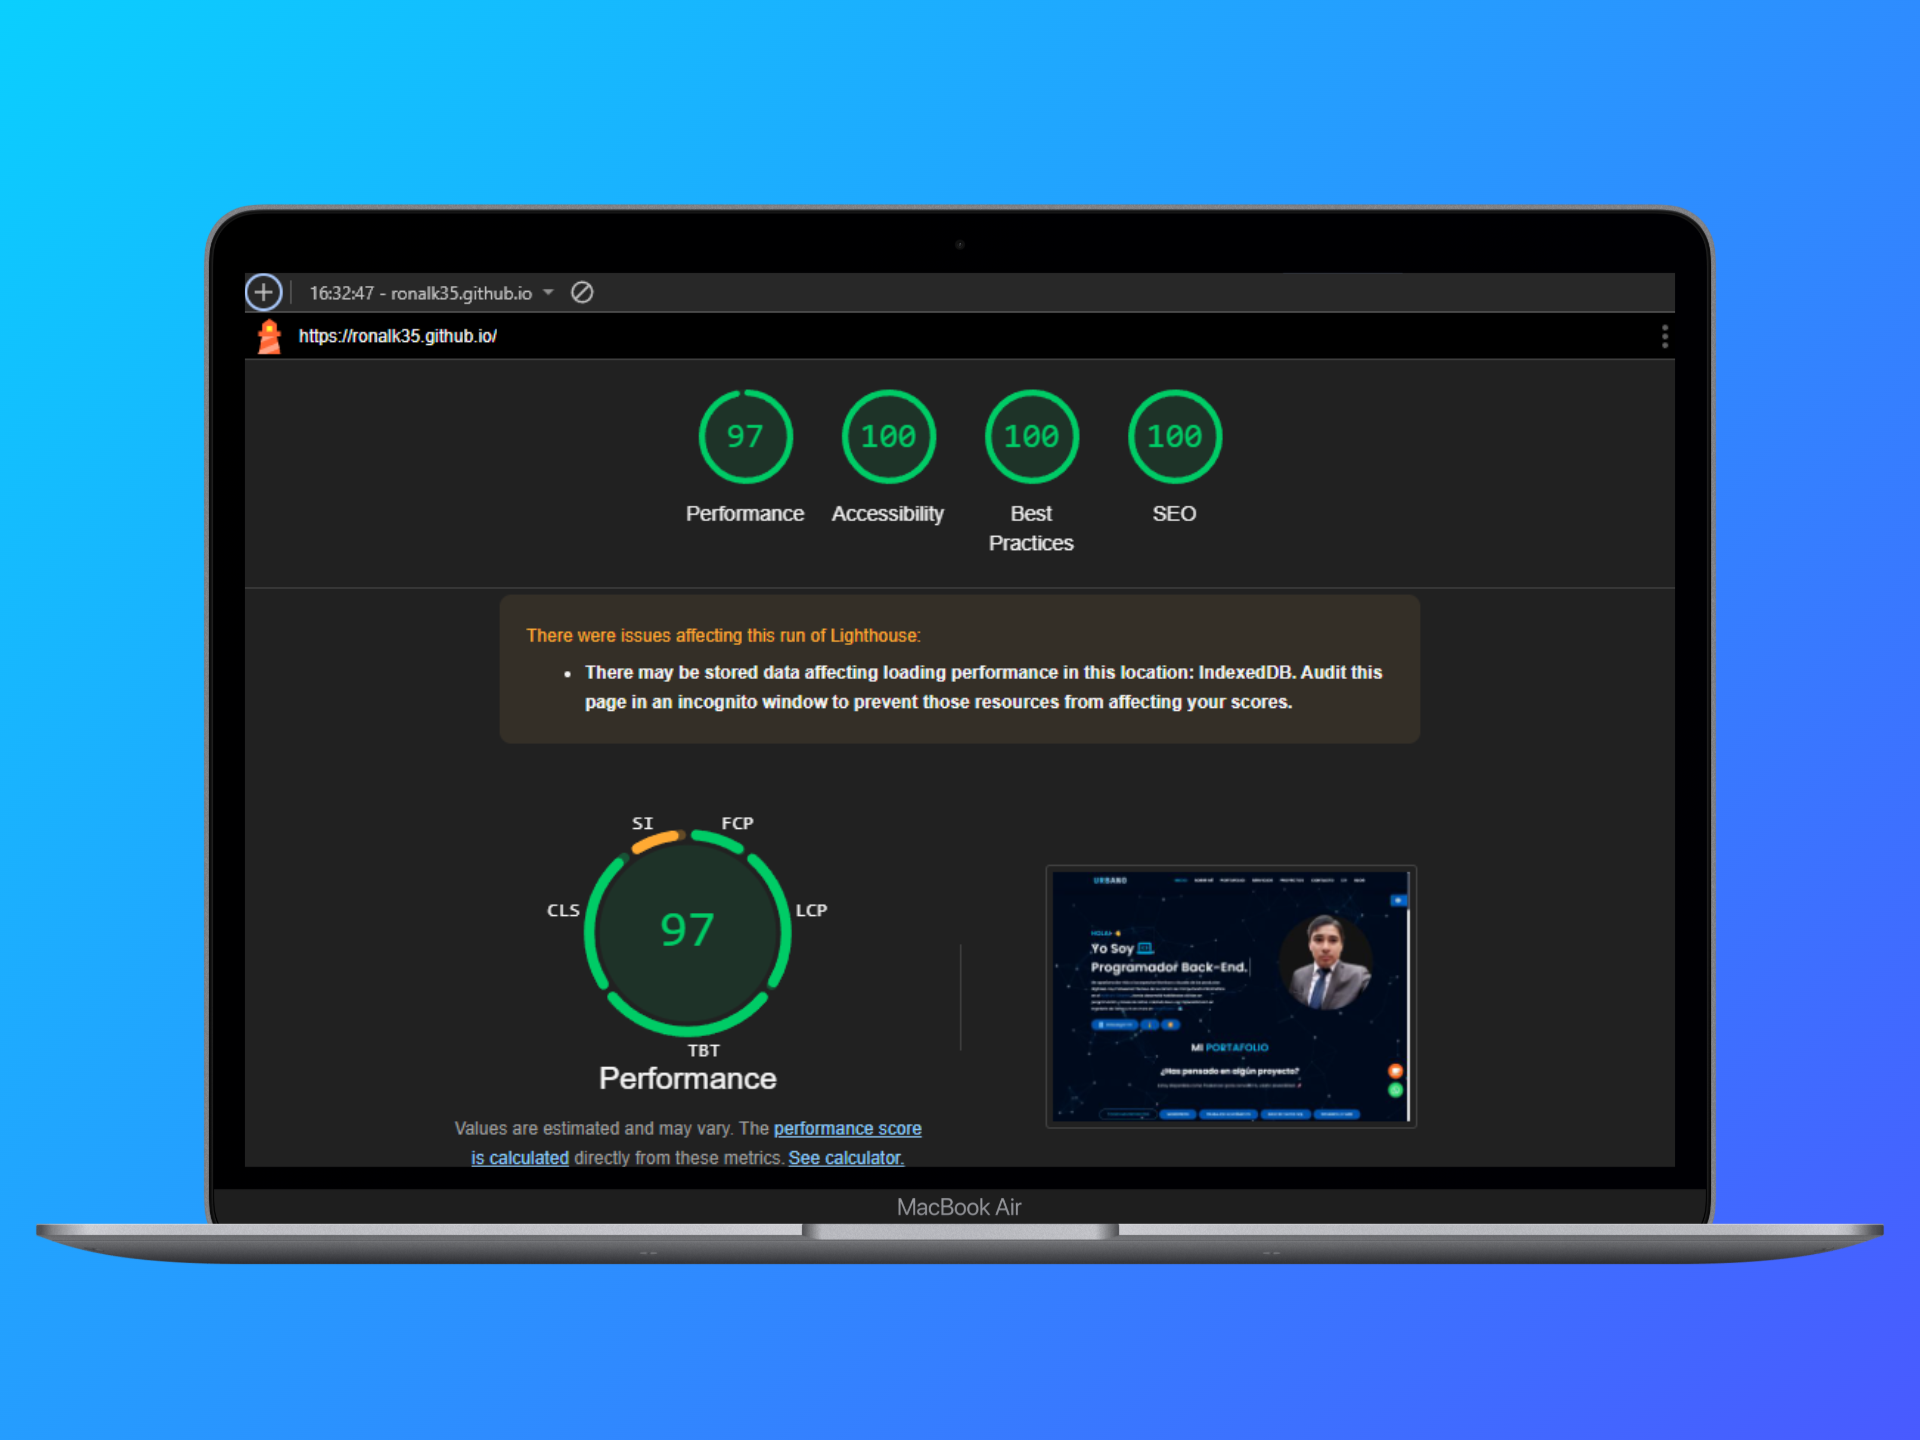 16:32:47 - ronalk35.github.io
https://ronalk35.github.io/
97
100
100
100
Performance
Accessibility
Best
Practices
SEO
There were issues affecting this run of Lighthouse:
• There may be stored data affecting loading performance in this location: IndexedDB. Audit this
page in an incognito window to prevent those resources from affecting your scores.
SI
FCP
CLS
LCP
97
TBT
Performance
Values are estimated and may vary. The performance score
is calculated directly from these metrics. See calculator.
URBANO
HOLA
Yo Soy
Programador Back-End.
MI PORTAFOLIO
¿Has pensado en algún proyecto?
MacBook Air